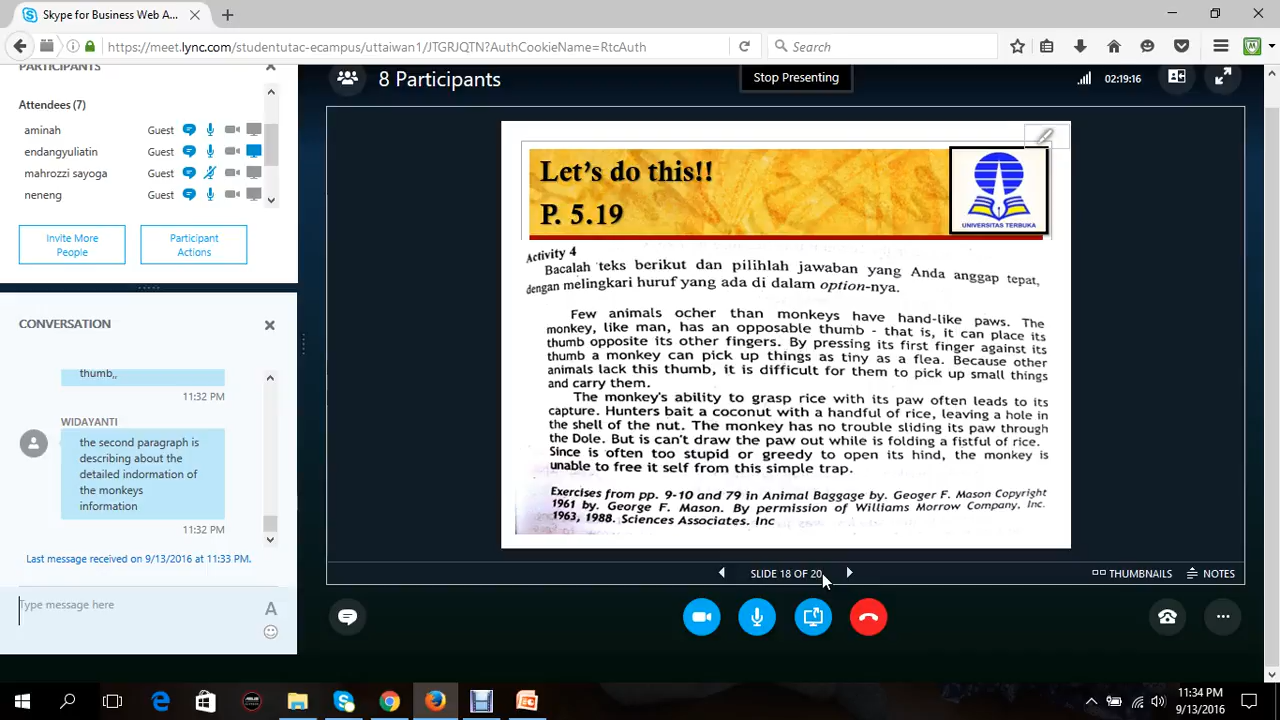 Skype for Business Web A...
https://meet.lync.com/studentutac-ecampus/uttaiwan1/JTGRJQTN?AuthCookieName=RtcAuth
Search
PARTICIPANTS
Attendees (7)
aminah Guest
endangyuliatin Guest
mahrozzi sayoga Guest
neneng Guest
Invite More People
Participant Actions
CONVERSATION
thumb,,
11:32 PM
WIDAYANTI
the second paragraph is
describing about the
detailed indormation of
the monkeys
information
11:32 PM
Last message received on 9/13/2016 at 11:33 PM.
Type message here
A
8 Participants
Stop Presenting
02:19:16
Let's do this!!
P. 5.19
UNIVERSITAS TERBUKA
Activity 4
Bacalah teks berikut dan pilihlah jawaban yang Anda anggap tepat,
dengan melingkari huruf yang ada di dalam option-nya.
Few animals ocher than monkeys have hand-like paws. The
monkey, like man, has an opposable thumb - that is, it can place its
thumb opposite its other fingers. By pressing its first finger against its
thumb a monkey can pick up things as tiny as a flea. Because other
animals lack this thumb, it is difficult for them to pick up small things
and carry them.
The monkey's ability to grasp rice with its paw often leads to its
capture. Hunters bait a coconut with a handful of rice, leaving a hole in
the shell of the nut. The monkey has no trouble sliding its paw through
the Dole. But is can't draw the paw out while is folding a fistful of rice.
Since is often too stupid or greedy to open its hind, the monkey is
unable to free it self from this simple trap.
Exercises from pp. 9-10 and 79 in Animal Baggage by. Geoger F. Mason Copyright
1961 by. George F. Mason. By permission of Williams Morrow Company, Inc.
1963, 1988. Sciences Associates. Inc
SLIDE 18 OF 20
THUMBNAILS
NOTES
11:34 PM
9/13/2016